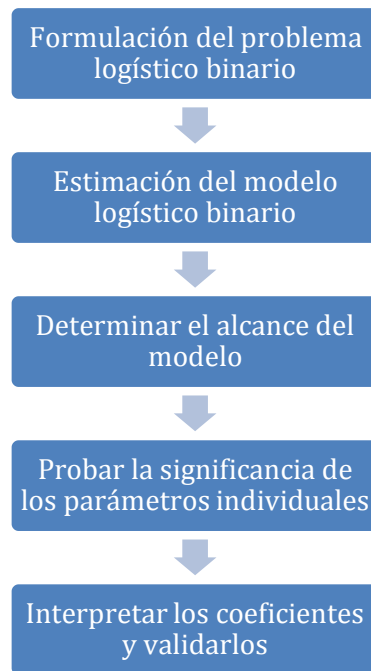 Formulación del problema
logístico binario
Estimación del modelo
logístico binario
Determinar el alcance del
modelo
Probar la significancia de
los parámetros individuales
Interpretar los coeficientes
y validarlos